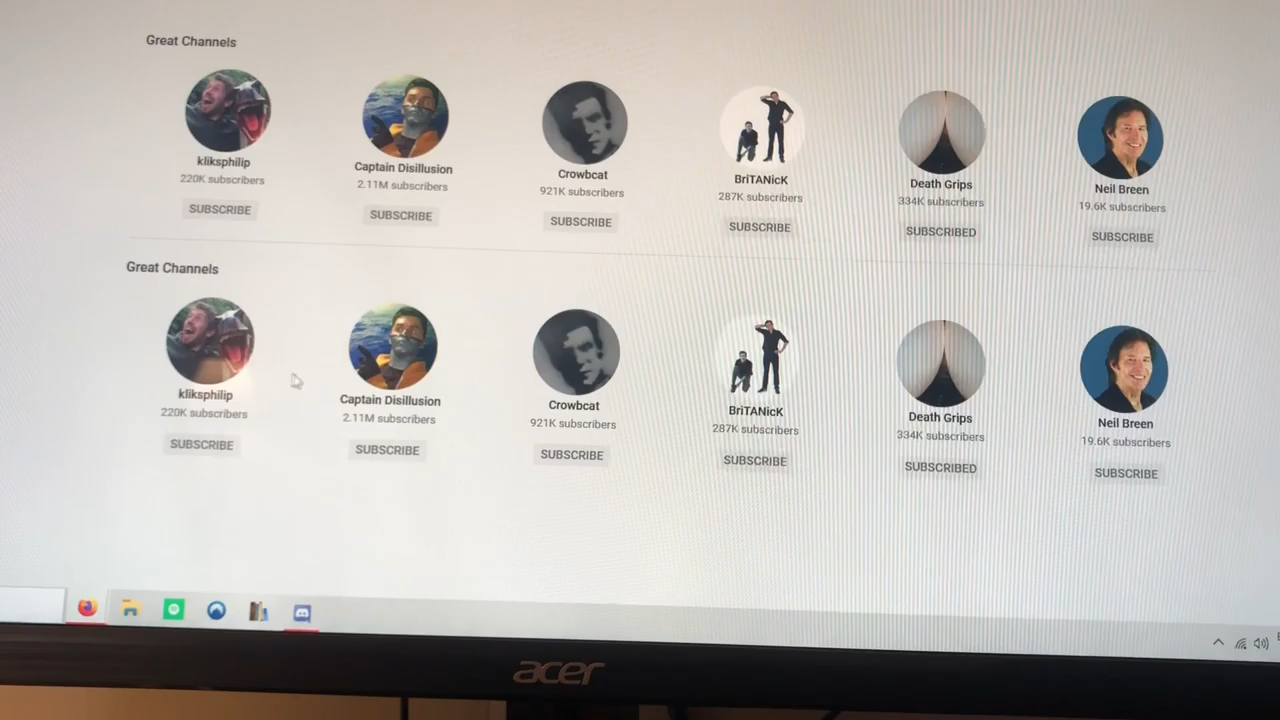 Great Channels
kliksphilip
220K subscribers
SUBSCRIBE
Captain Disillusion
2.11M subscribers
SUBSCRIBE
Crowbcat
921K subscribers
SUBSCRIBE
BriTANicK
287K subscribers
SUBSCRIBE
Death Grips
334K subscribers
SUBSCRIBED
Neil Breen
19.6K subscribers
SUBSCRIBE
Great Channels
kliksphilip
220K subscribers
SUBSCRIBE
Captain Disillusion
2.11M subscribers
SUBSCRIBE
Crowbcat
921K subscribers
SUBSCRIBE
BriTANicK
287K subscribers
SUBSCRIBE
Death Grips
334K subscribers
SUBSCRIBED
Neil Breen
19.6K subscribers
SUBSCRIBE
acer